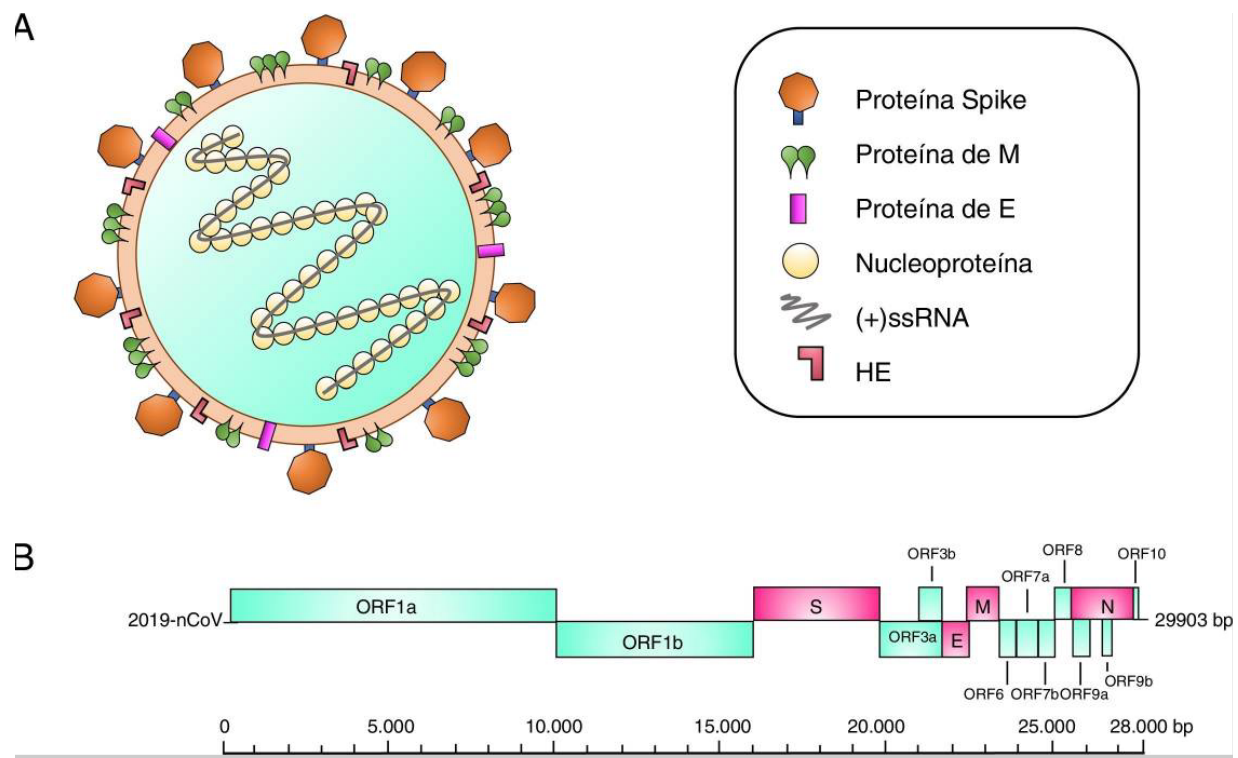 A
Proteína Spike
Proteína de M
Proteína de E
Nucleoproteína
(+)ssRNA
HE
B
ORF3b
ORF8
ORF10
ORF7a
2019-nCoV
ORF1a
S
M
N
29903 bp
ORF1b
ORF3a
E
ORF6
ORF7b
ORF9a
ORF9b
0
5.000
10.000
15.000
20.000
25.000
28.000 bp